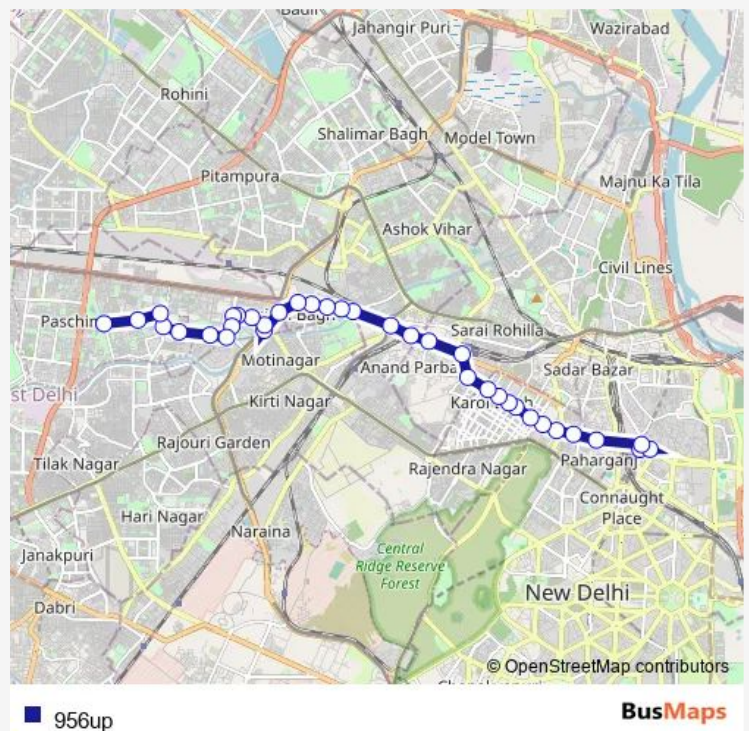 Jahangir Puri
Wazirabad
Rohini
Shalimar Bagh
Model Town
Pitampura
Majnu Ka Tila
Ashok Vihar
Civil Lines
Paschim
Bagh
Sarai Rohilla
Motinagar
Anand Parba
Sadar Bazar
st Delhi
Kirti Nagar
Karol
Rajouri Garden
Tilak Nagar
Rajendra Nagar
Paharganj
Connaught
Place
Hari Nagar
Naraina
Janakpuri
Central
Ridge Reserve
Forest
Dabri
New Delhi
© OpenStreetMap contributors
956up
BusMaps